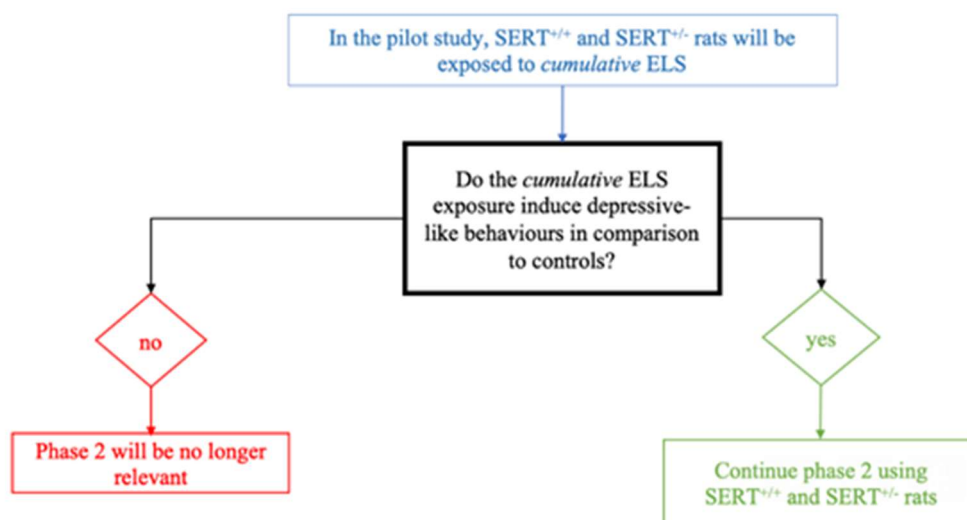 In the pilot study, SERT⁺/⁺ and SERT⁺/⁻ rats will be
exposed to cumulative ELS
Do the cumulative ELS
exposure induce depressive-
like behaviours in comparison
to controls?
no
yes
Phase 2 will be no longer
relevant
Continue phase 2 using
SERT⁺/⁺ and SERT⁺/⁻ rats